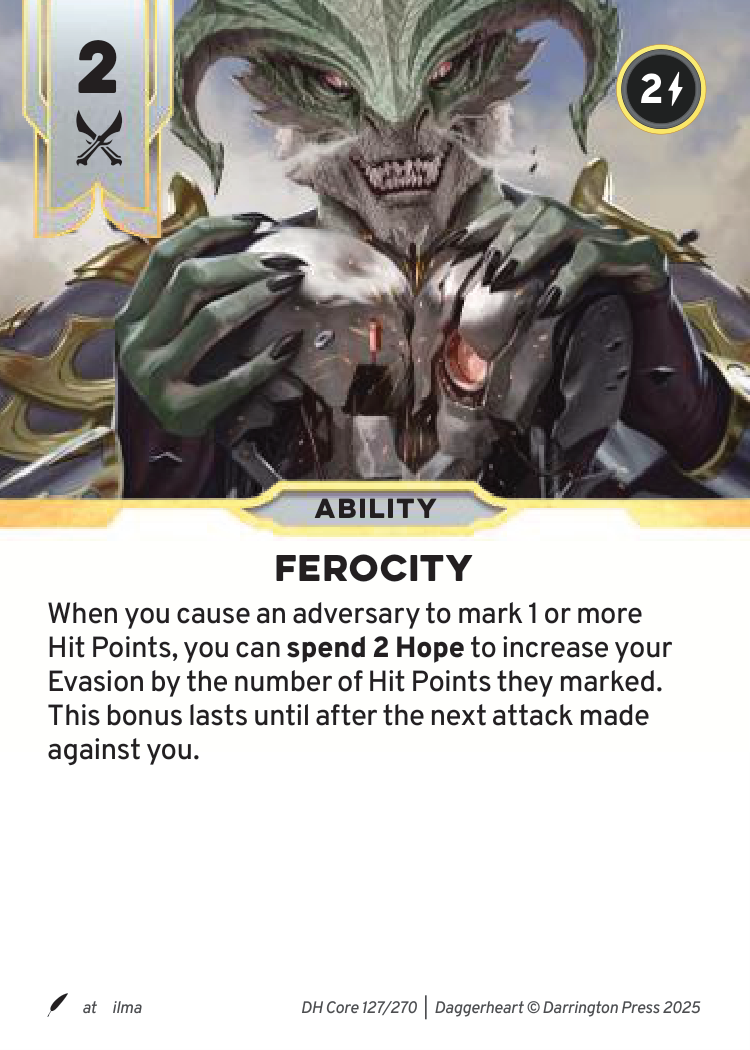 2
2
ABILITY
FEROCITY
When you cause an adversary to mark 1 or more
Hit Points, you can spend 2 Hope to increase your
Evasion by the number of Hit Points they marked.
This bonus lasts until after the next attack made
against you.
at ilma
DH Core 127/270 | Daggerheart © Darrington Press 2025